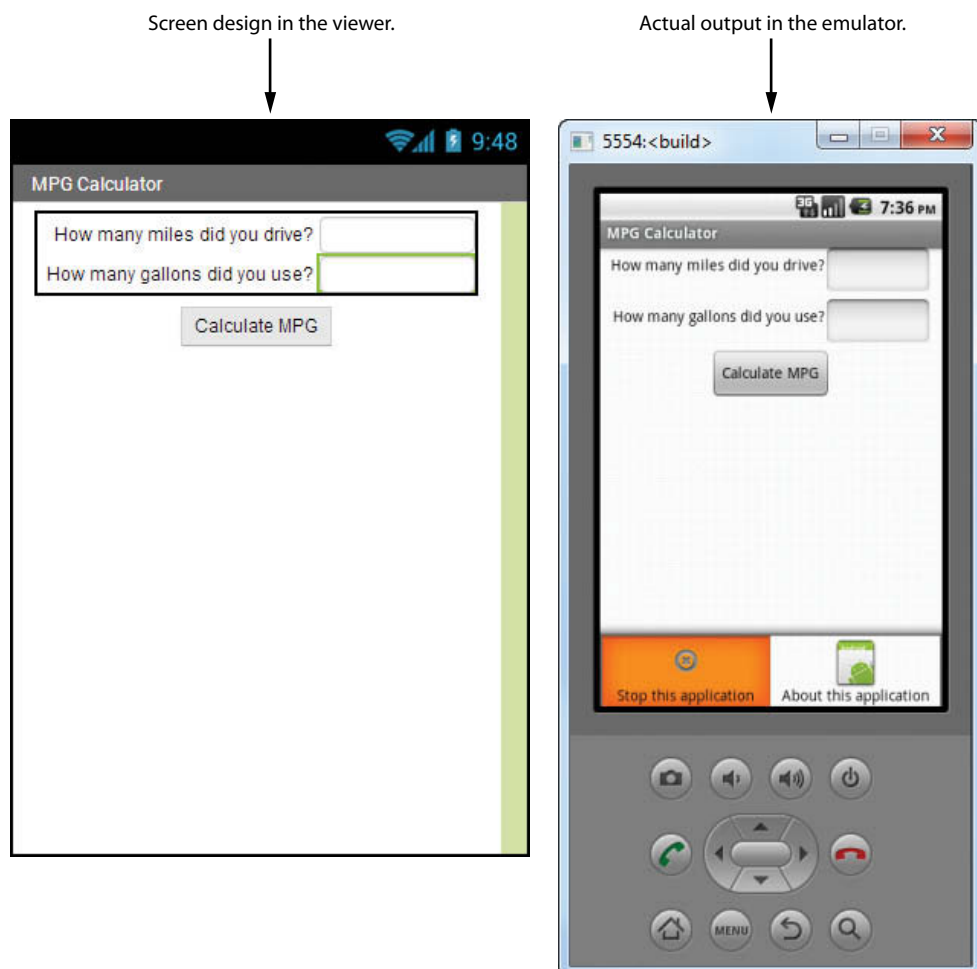 Screen design in the viewer.
Actual output in the emulator.
9:48
MPG Calculator
How many miles did you drive?
How many gallons did you use?
Calculate MPG
5554:<build>
3G
7:36 PM
MPG Calculator
How many miles did you drive?
How many gallons did you use?
Calculate MPG
Stop this application
About this application
MENU